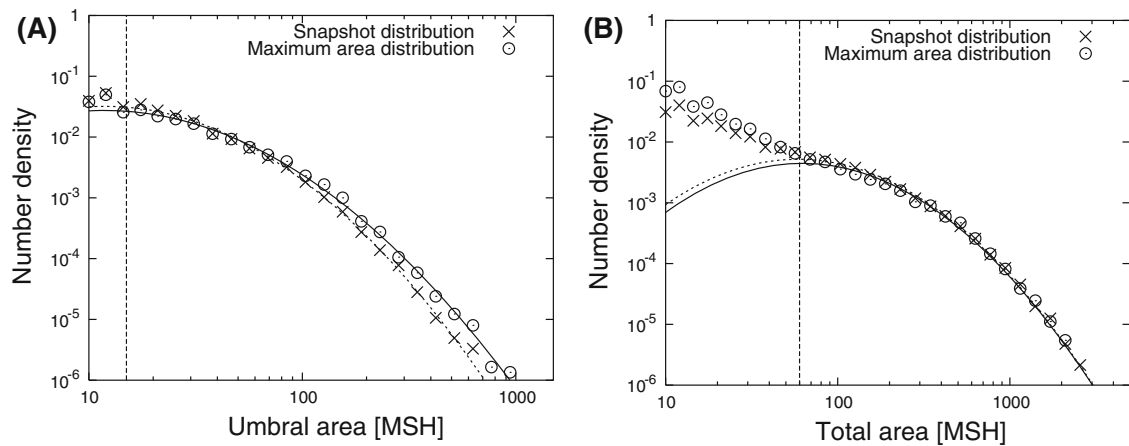 (A)
Snapshot distribution
Maximum area distribution
Number density
1
10^-1
10^-2
10^-3
10^-4
10^-5
10^-6
10
100
1000
Umbral area [MSH]
(B)
Snapshot distribution
Maximum area distribution
Number density
1
10^-1
10^-2
10^-3
10^-4
10^-5
10^-6
10
100
1000
Total area [MSH]